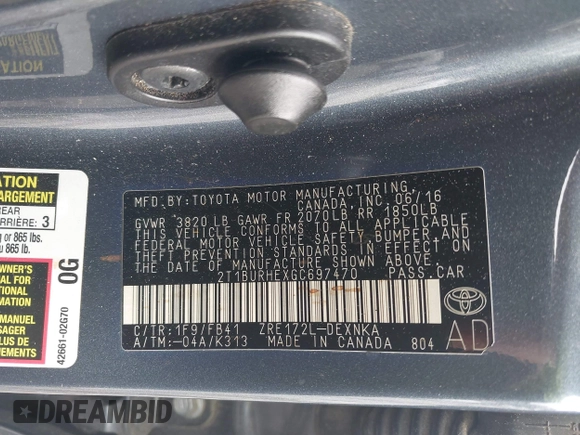 MFD.BY:TOYOTA MOTOR MANUFACTURING,
CANADA, INC. 06/16
GVWR 3820 LB GAWR FR 2070LB RR 1850LB
THIS VEHICLE CONFORMS TO ALL APPLICABLE
FEDERAL MOTOR VEHICLE SAFETY, BUMPER, AND
THEFT PREVENTION STANDARDS IN EFFECT ON
THE DATE OF MANUFACTURE SHOWN ABOVE.
2T1BURHEXGC697470 PASS.CAR
C/TR:1F9/FB41 ZRE172L-DEXNKA
A/TM:-04A/K313 MADE IN CANADA 804
TOYOTA
AD
ATION
ARGEMENT
REAR
ARRIÈRE: 3
g or 865 lbs.
u 865 lb.
OWNER'S
AL FOR
TIONAL
MATION
MANUEL
SAGER
PLUS
0G
42661-02G70
DREAMBID